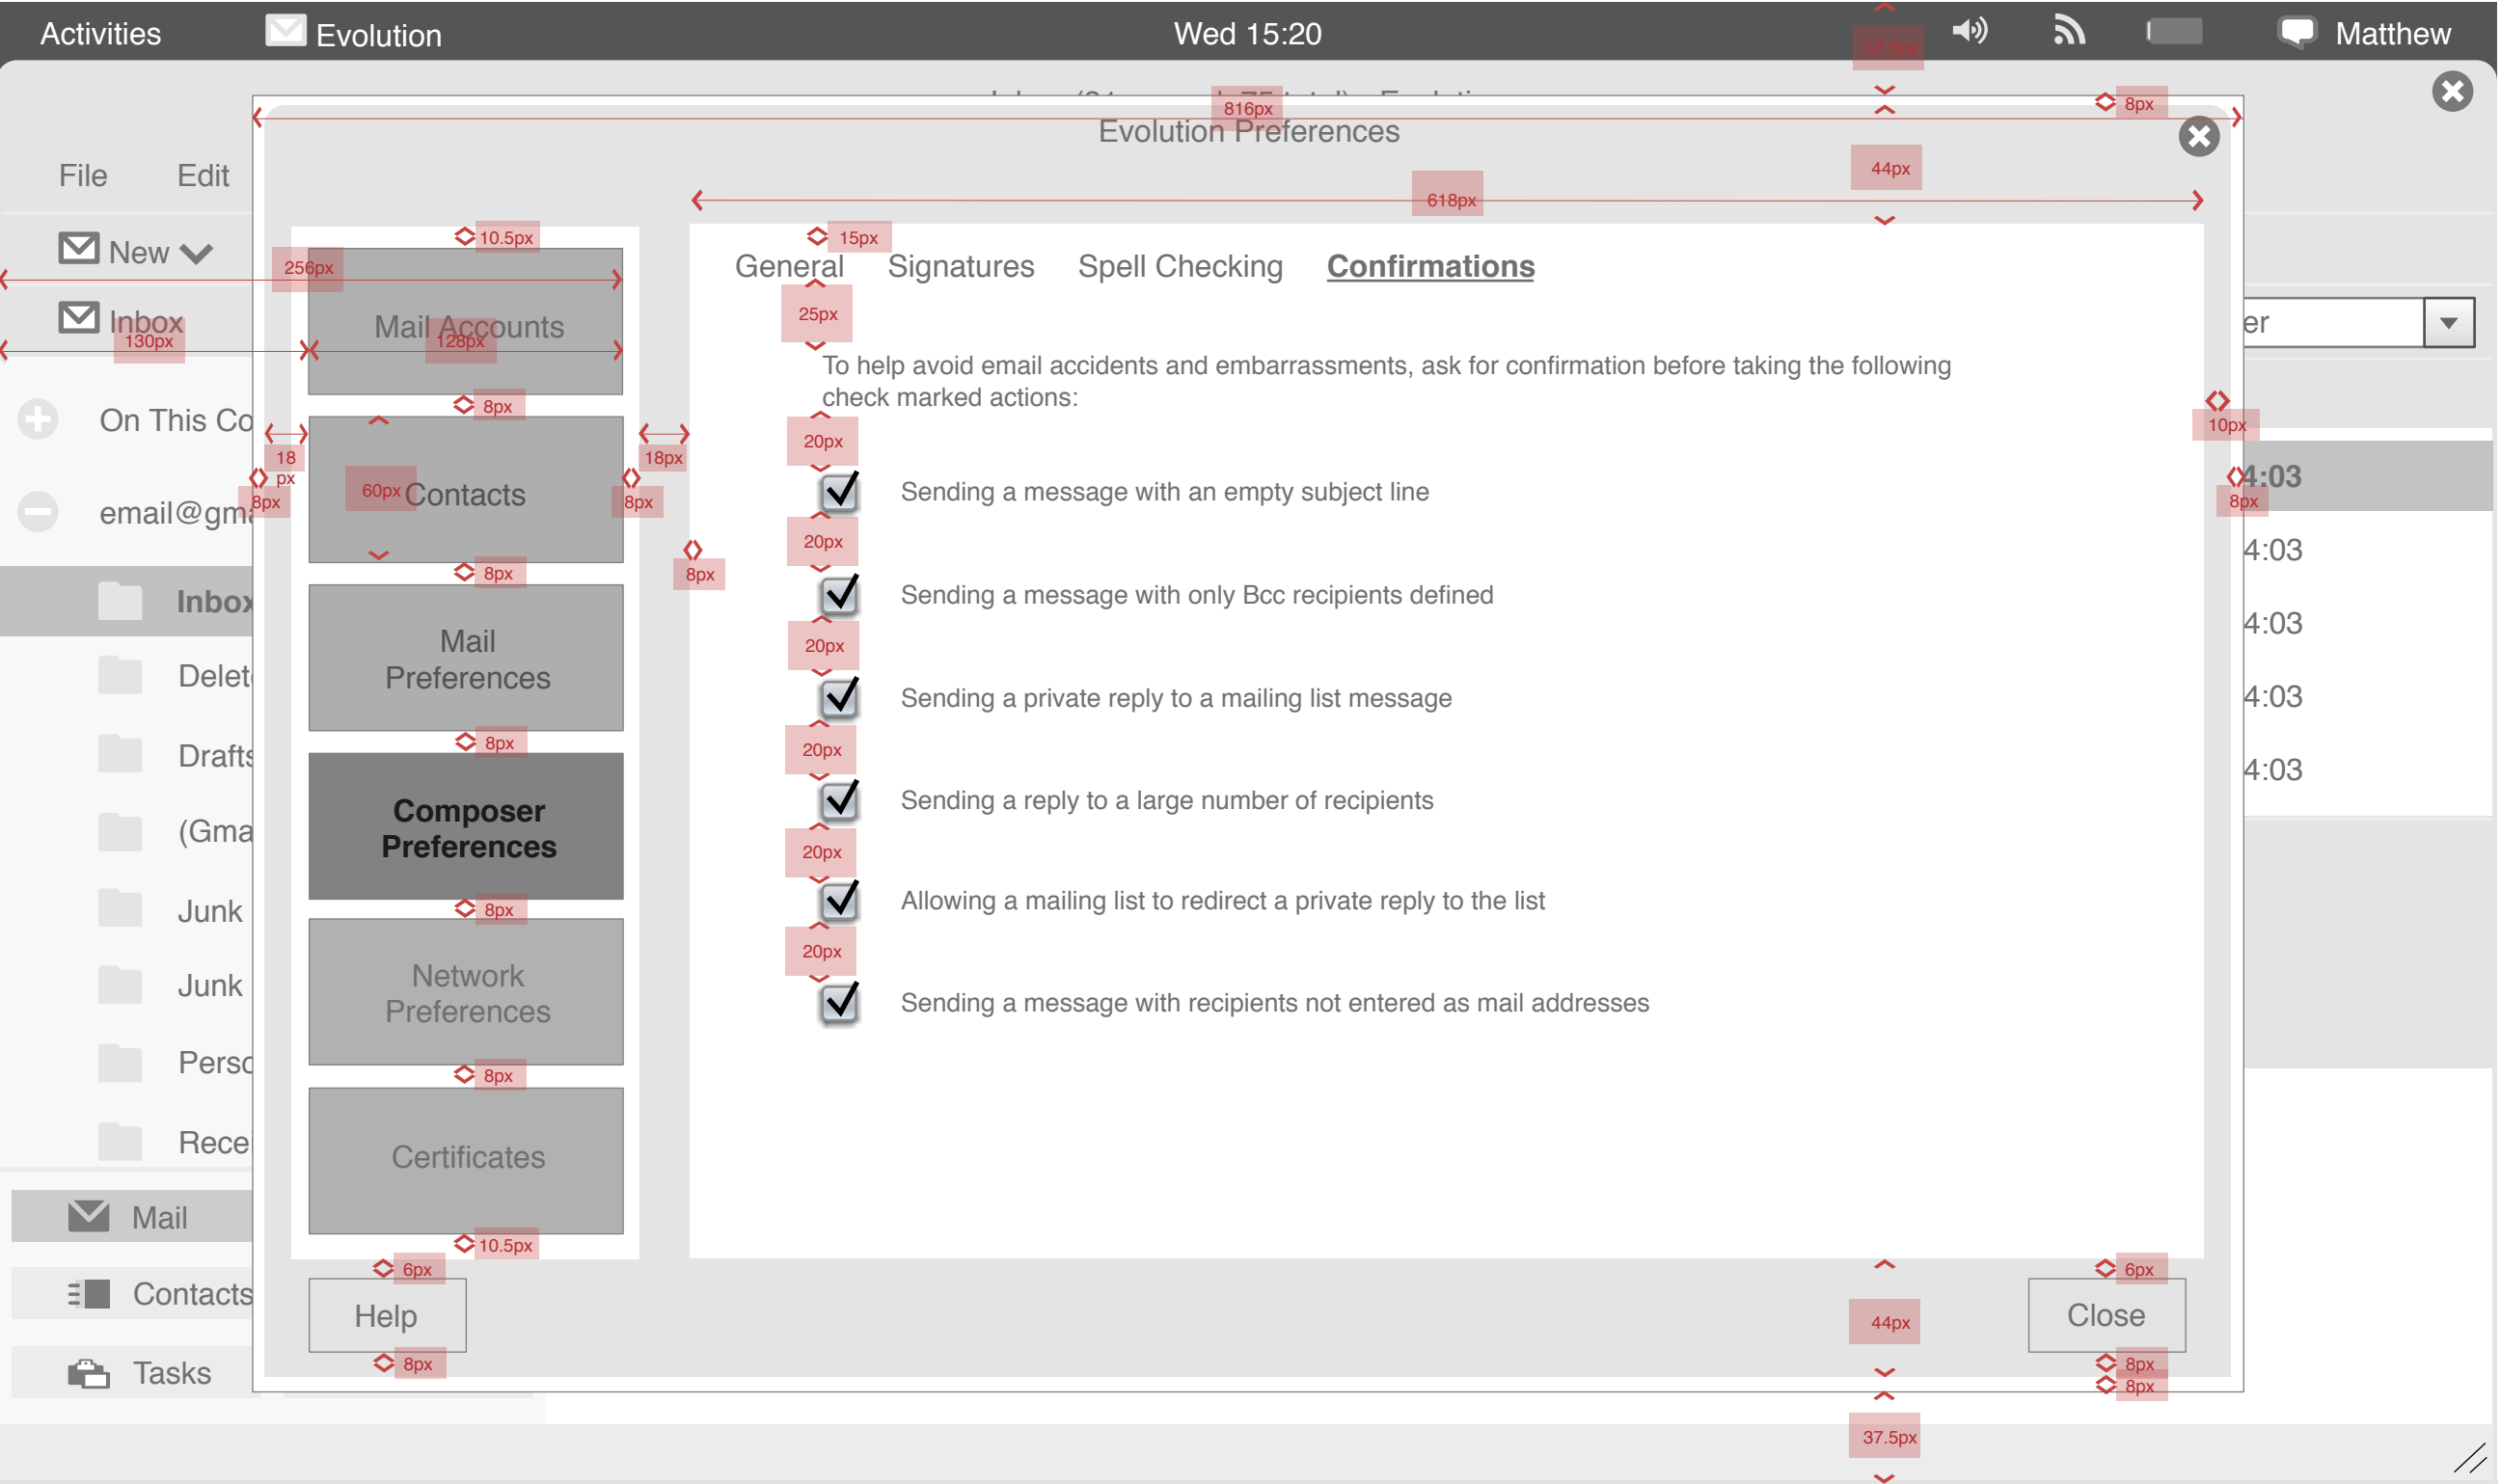 Activities
Evolution
Wed 15:20
37.5px
Matthew
816px
8px
Evolution Preferences
File
Edit
44px
618px
10.5px
15px
New
256px
General
Signatures
Spell Checking
Confirmations
25px
Inbox
130px
Mail Accounts
128px
er
To help avoid email accidents and embarrassments, ask for confirmation before taking the following
check marked actions:
8px
On This Co
20px
10px
18
px
18px
8px
60px
Contacts
8px
Sending a message with an empty subject line
4:03
8px
email@gma
20px
4:03
8px
8px
Inbox
Sending a message with only Bcc recipients defined
4:03
Mail
Preferences
20px
Delet
Sending a private reply to a mailing list message
4:03
8px
20px
Drafts
4:03
Composer
Preferences
Sending a reply to a large number of recipients
(Gma
20px
8px
Junk
Allowing a mailing list to redirect a private reply to the list
20px
Network
Preferences
Junk
Sending a message with recipients not entered as mail addresses
Perso
8px
Recei
Certificates
Mail
10.5px
6px
6px
Contacts
Help
44px
Close
8px
8px
8px
Tasks
37.5px